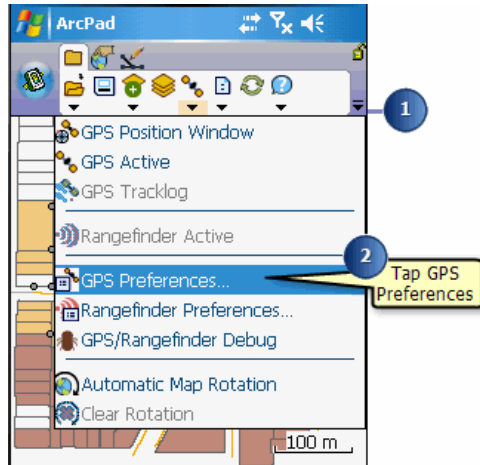 ArcPad
1
GPS Position Window
GPS Active
GPS Tracklog
Rangefinder Active
2
GPS Preferences...
Tap GPS
Preferences
Rangefinder Preferences...
GPS/Rangefinder Debug
Automatic Map Rotation
Clear Rotation
100 m